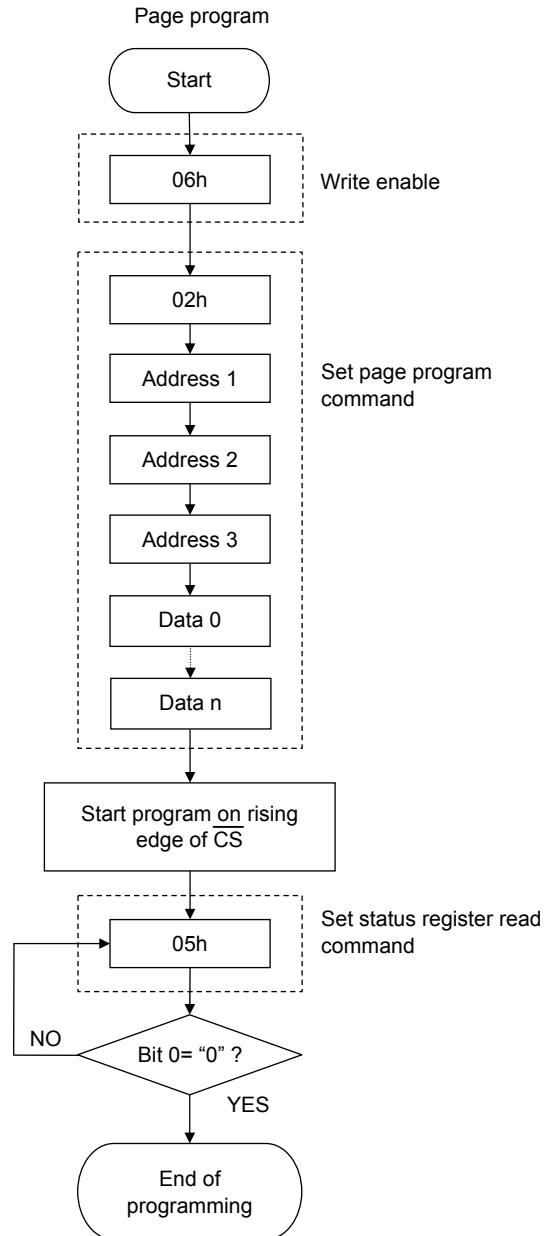 Page program
Start
06h
Write enable
02h
Address 1
Set page program
command
Address 2
Address 3
Data 0
Data n
Start program on rising
edge of C̅S̅
Set status register read
command
05h
NO
Bit 0= “0” ?
YES
End of
programming